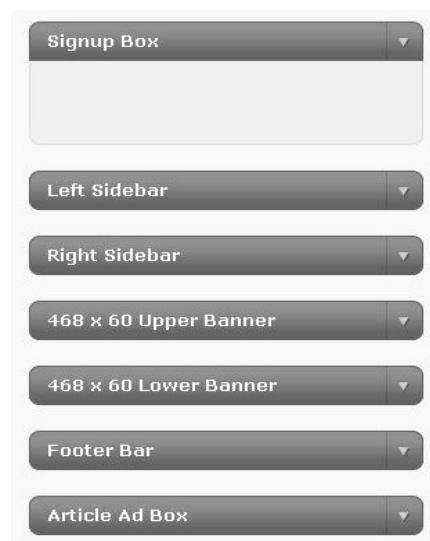 Signup Box
Left Sidebar
Right Sidebar
468 x 60 Upper Banner
468 x 60 Lower Banner
Footer Bar
Article Ad Box